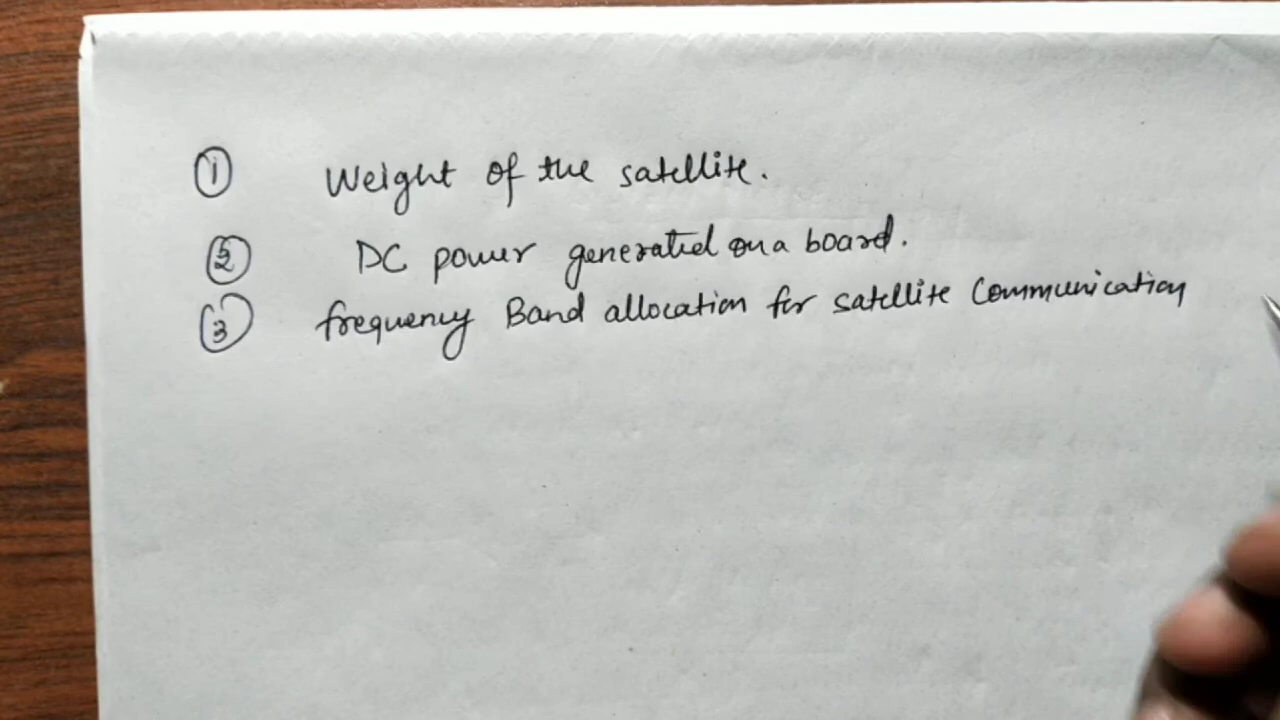 ① Weight of the satellite.
② DC power generated on a board.
③ frequency Band allocation for satellite Communication